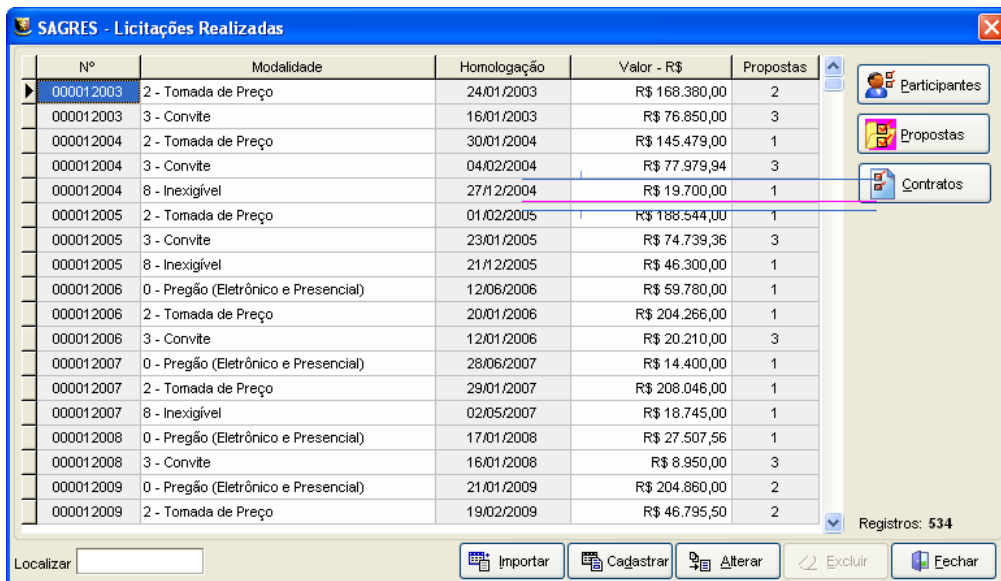 SAGRES - Licitações Realizadas
Nº Modalidade Homologação Valor - R$ Propostas
000012003 2 - Tomada de Preço 24/01/2003 R$ 168.380,00 2
000012003 3 - Convite 16/01/2003 R$ 76.850,00 3
000012004 2 - Tomada de Preço 30/01/2004 R$ 145.479,00 1
000012004 3 - Convite 04/02/2004 R$ 77.979,94 3
000012004 8 - Inexigível 27/12/2004 R$ 19.700,00 1
000012005 2 - Tomada de Preço 01/02/2005 R$ 188.544,00 1
000012005 3 - Convite 23/01/2005 R$ 74.739,36 3
000012005 8 - Inexigível 21/12/2005 R$ 46.300,00 1
000012006 0 - Pregão (Eletrônico e Presencial) 12/06/2006 R$ 59.780,00 1
000012006 2 - Tomada de Preço 20/01/2006 R$ 204.266,00 1
000012006 3 - Convite 12/01/2006 R$ 20.210,00 3
000012007 0 - Pregão (Eletrônico e Presencial) 28/06/2007 R$ 14.400,00 1
000012007 2 - Tomada de Preço 29/01/2007 R$ 208.046,00 1
000012007 8 - Inexigível 02/05/2007 R$ 18.745,00 1
000012008 0 - Pregão (Eletrônico e Presencial) 17/01/2008 R$ 27.507,56 1
000012008 3 - Convite 16/01/2008 R$ 8.950,00 3
000012009 0 - Pregão (Eletrônico e Presencial) 21/01/2009 R$ 204.860,00 2
000012009 2 - Tomada de Preço 19/02/2009 R$ 46.795,50 2
Participantes
Propostas
Contratos
Registros: 534
Localizar Importar Cadastrar Alterar Excluir Fechar